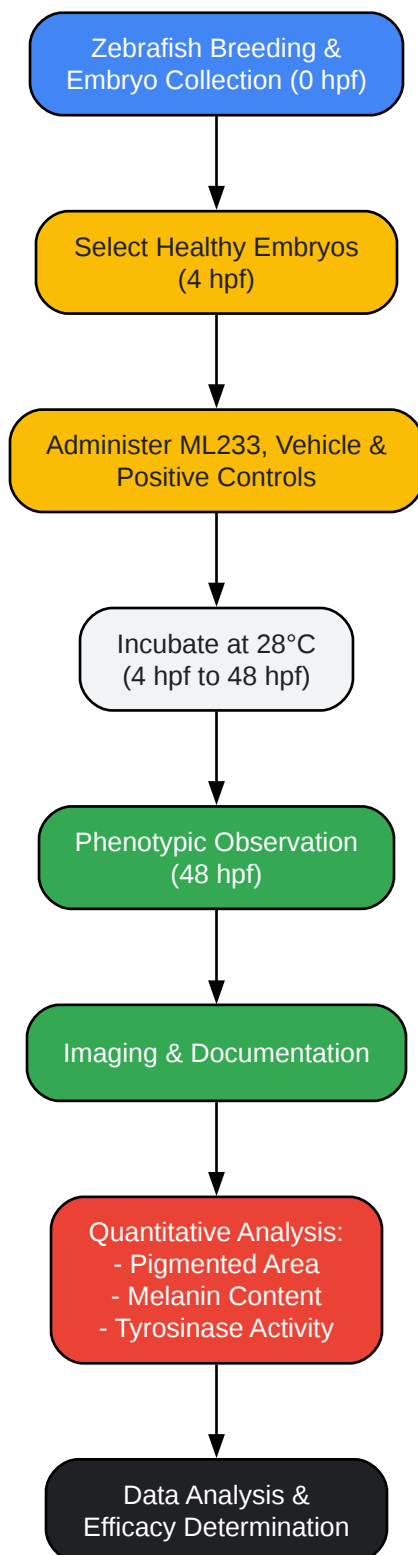 Zebrafish Breeding &
Embryo Collection (0 hpf)
Select Healthy Embryos
(4 hpf)
Administer ML233, Vehicle &
Positive Controls
Incubate at 28°C
(4 hpf to 48 hpf)
Phenotypic Observation
(48 hpf)
Imaging & Documentation
Quantitative Analysis:
- Pigmented Area
- Melanin Content
- Tyrosinase Activity
Data Analysis &
Efficacy Determination